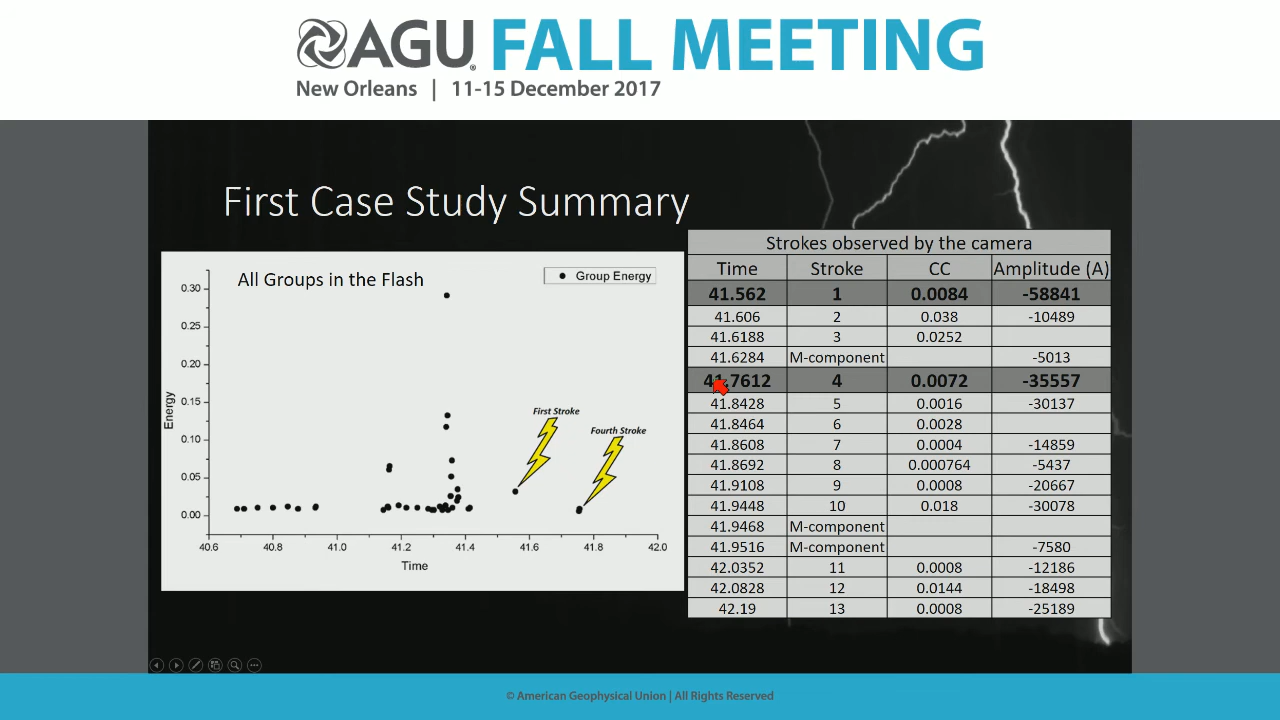 AGU FALL MEETING
New Orleans | 11-15 December 2017
First Case Study Summary
All Groups in the Flash
Group Energy
0.30
0.25
0.20
0.15
0.10
0.05
0.00
Energy
First Stroke
Fourth Stroke
40.6 40.8 41.0 41.2 41.4 41.6 41.8 42.0
Time
Strokes observed by the camera
Time Stroke CC Amplitude (A)
41.562 1 0.0084 -58841
41.606 2 0.038 -10489
41.6188 3 0.0252
41.6284 M-component -5013
41.7612 4 0.0072 -35557
41.8428 5 0.0016 -30137
41.8464 6 0.0028
41.8608 7 0.0004 -14859
41.8692 8 0.000764 -5437
41.9108 9 0.0008 -20667
41.9448 10 0.018 -30078
41.9468 M-component
41.9516 M-component -7580
42.0352 11 0.0008 -12186
42.0828 12 0.0144 -18498
42.19 13 0.0008 -25189
© American Geophysical Union | All Rights Reserved